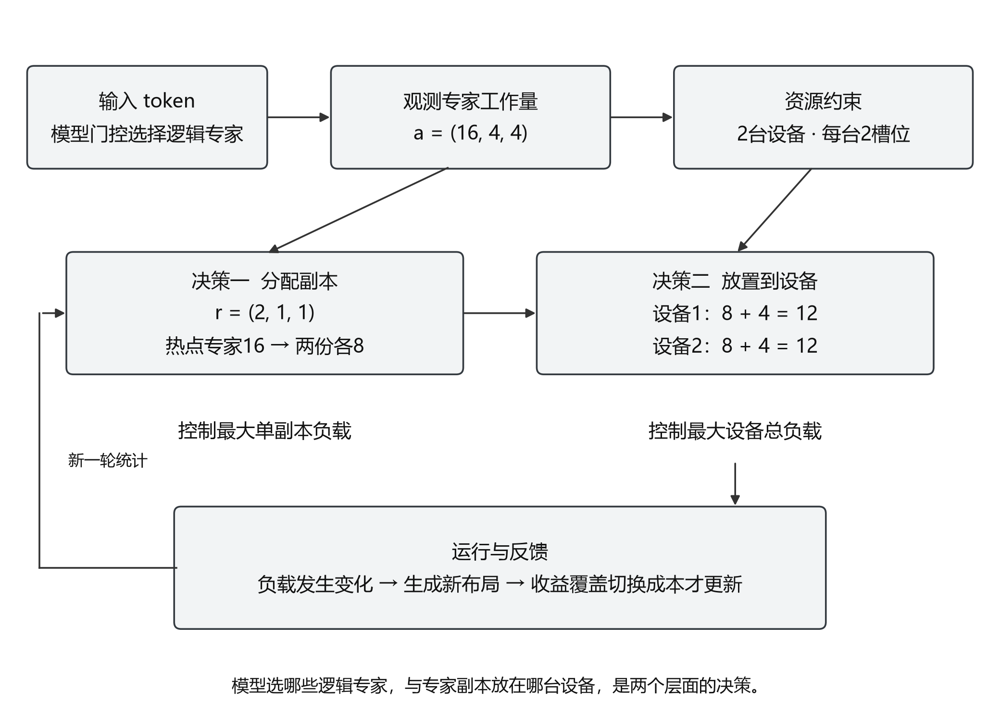 输入 token
模型门控选择逻辑专家
观测专家工作量
a = (16, 4, 4)
资源约束
2台设备 · 每台2槽位
决策一 分配副本
r = (2, 1, 1)
热点专家16 → 两份各8
决策二 放置到设备
设备1：8 + 4 = 12
设备2：8 + 4 = 12
控制最大单副本负载
控制最大设备总负载
新一轮统计
运行与反馈
负载发生变化 → 生成新布局 → 收益覆盖切换成本才更新
模型选哪些逻辑专家，与专家副本放在哪台设备，是两个层面的决策。